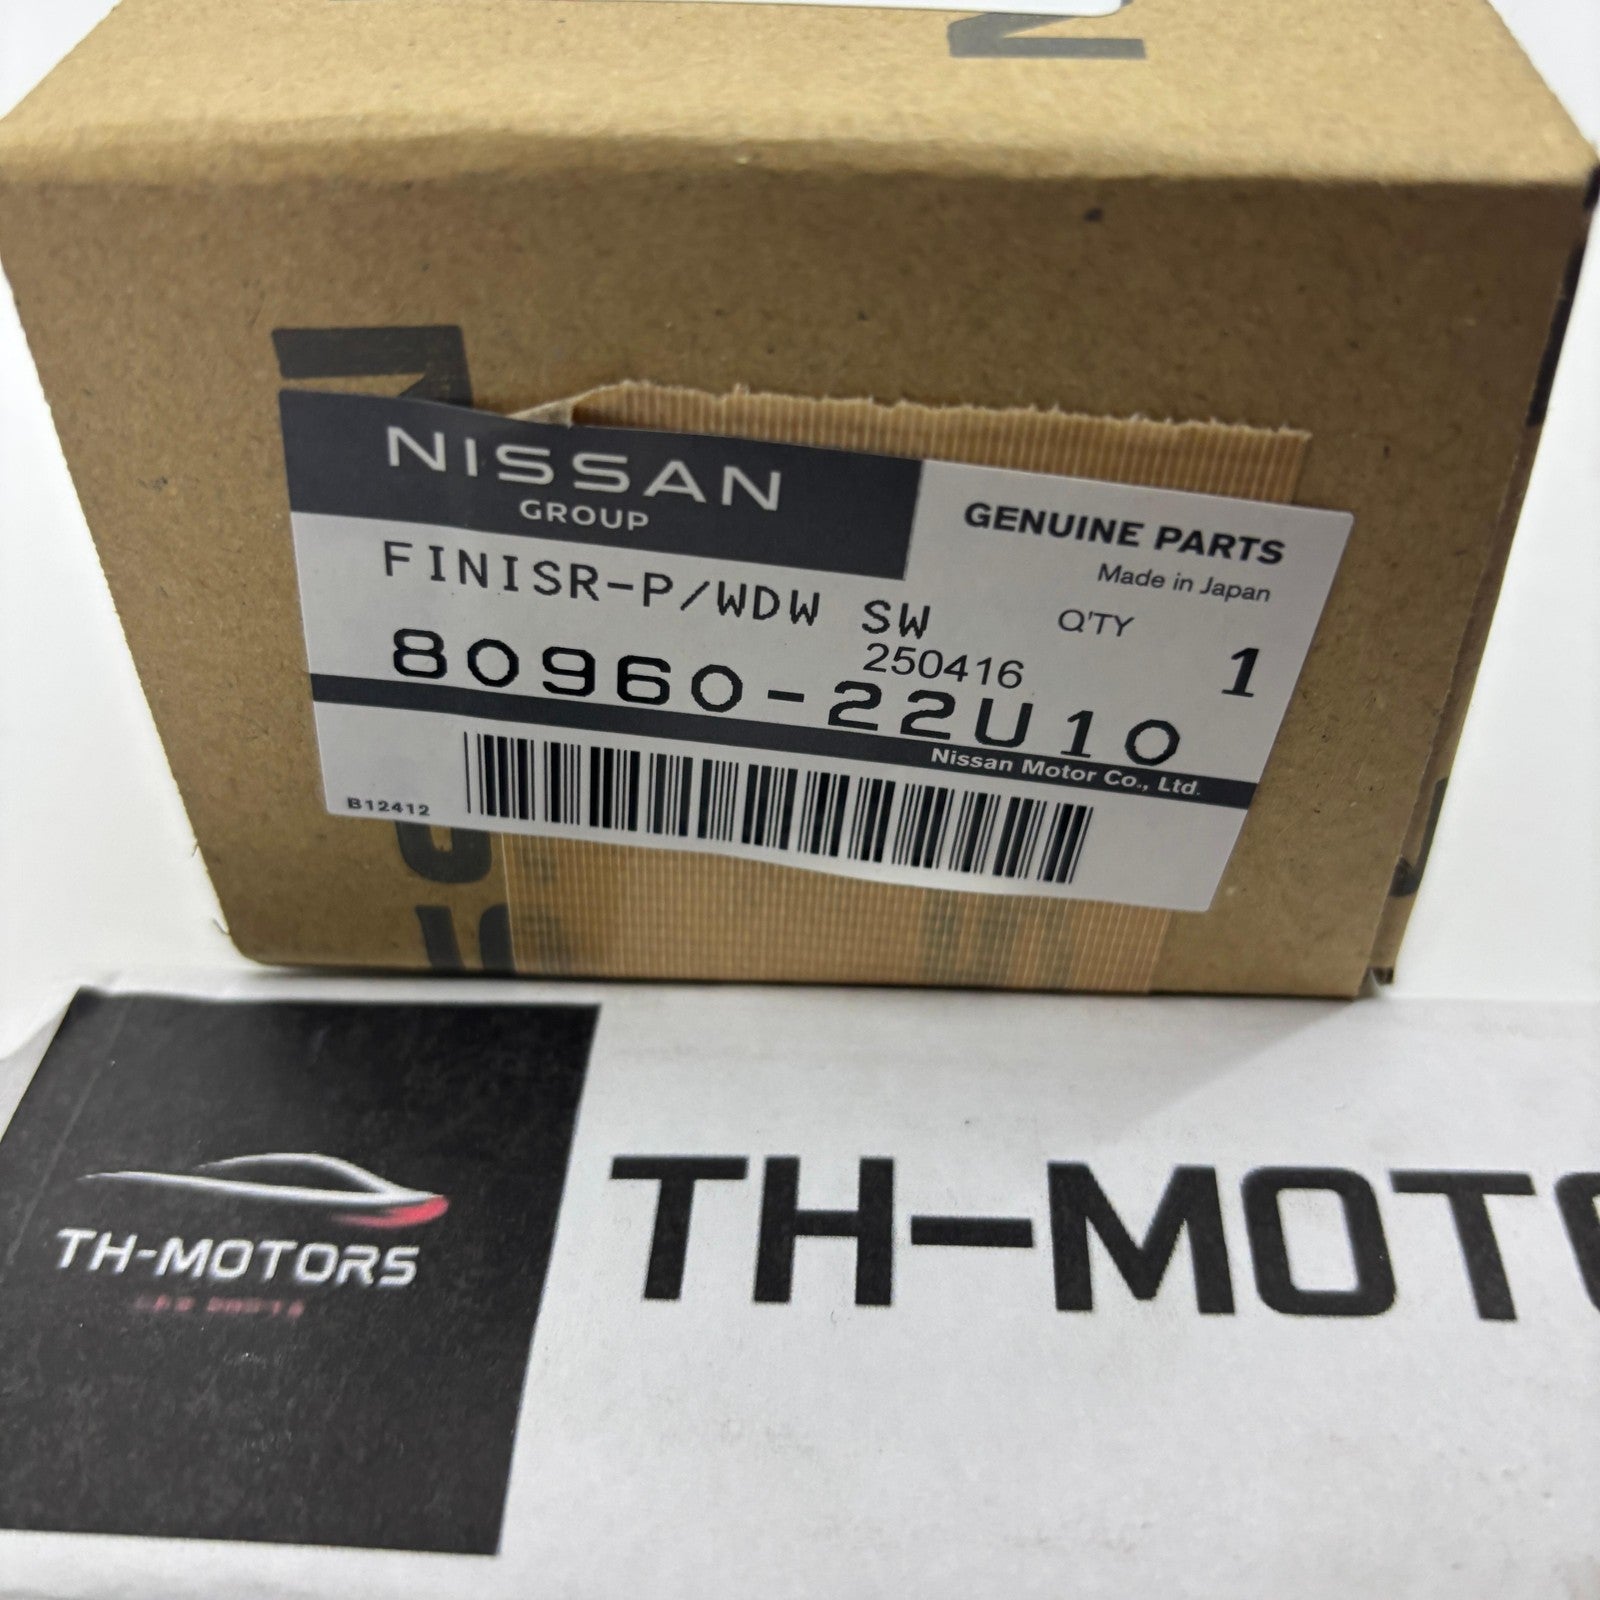 NISSAN
GROUP
GENUINE PARTS
Made in Japan
FINISR-P/WDW SW
Q'TY
1
250416
80960-22U10
Nissan Motor Co., Ltd.
B12412
TH-MOTORS
TH-MOTO